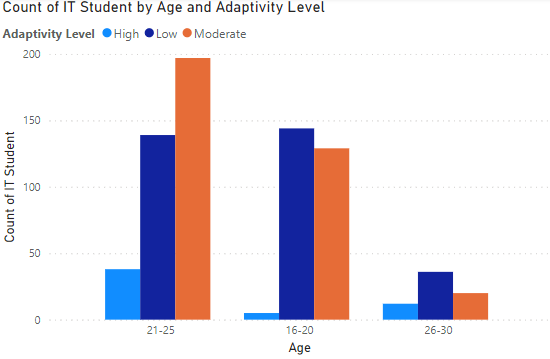 Count of IT Student by Age and Adaptivity Level
Adaptivity Level High Low Moderate
200
150
100
50
0
Count of IT Student
21-25 16-20 26-30
Age